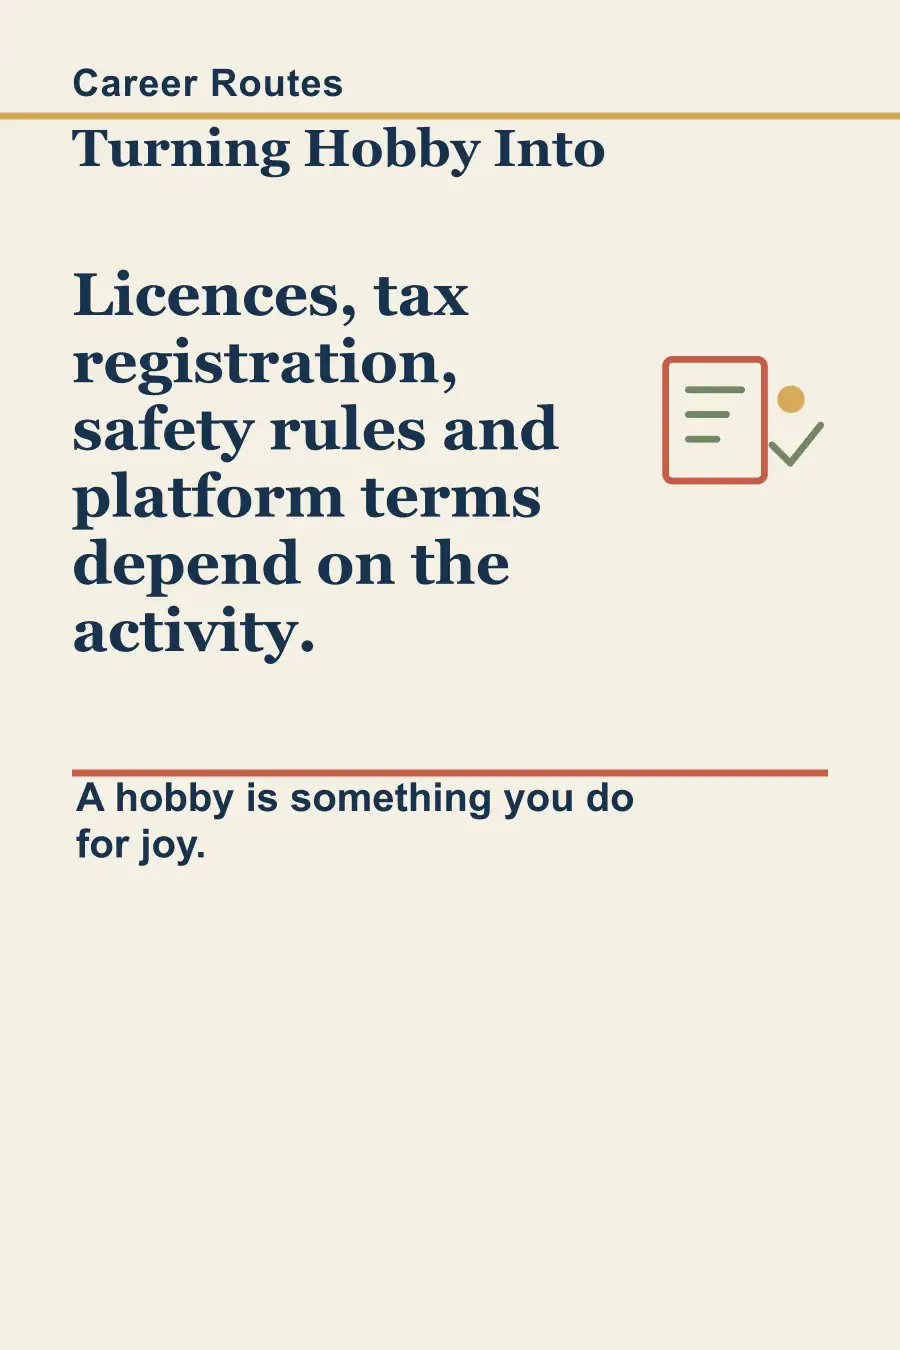 Career Routes
Turning Hobby Into
Licences, tax
registration,
safety rules and
platform terms
depend on the
activity.
A hobby is something you do
for joy.